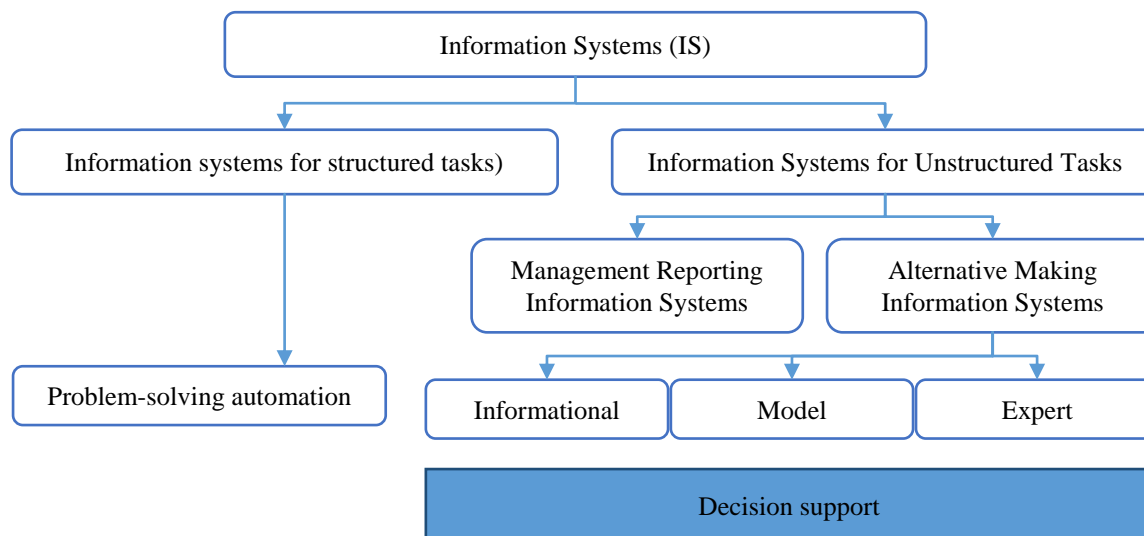 Information Systems (IS)
Information systems for structured tasks)
Information Systems for Unstructured Tasks
Management Reporting
Information Systems
Alternative Making
Information Systems
Problem-solving automation
Informational
Model
Expert
Decision support